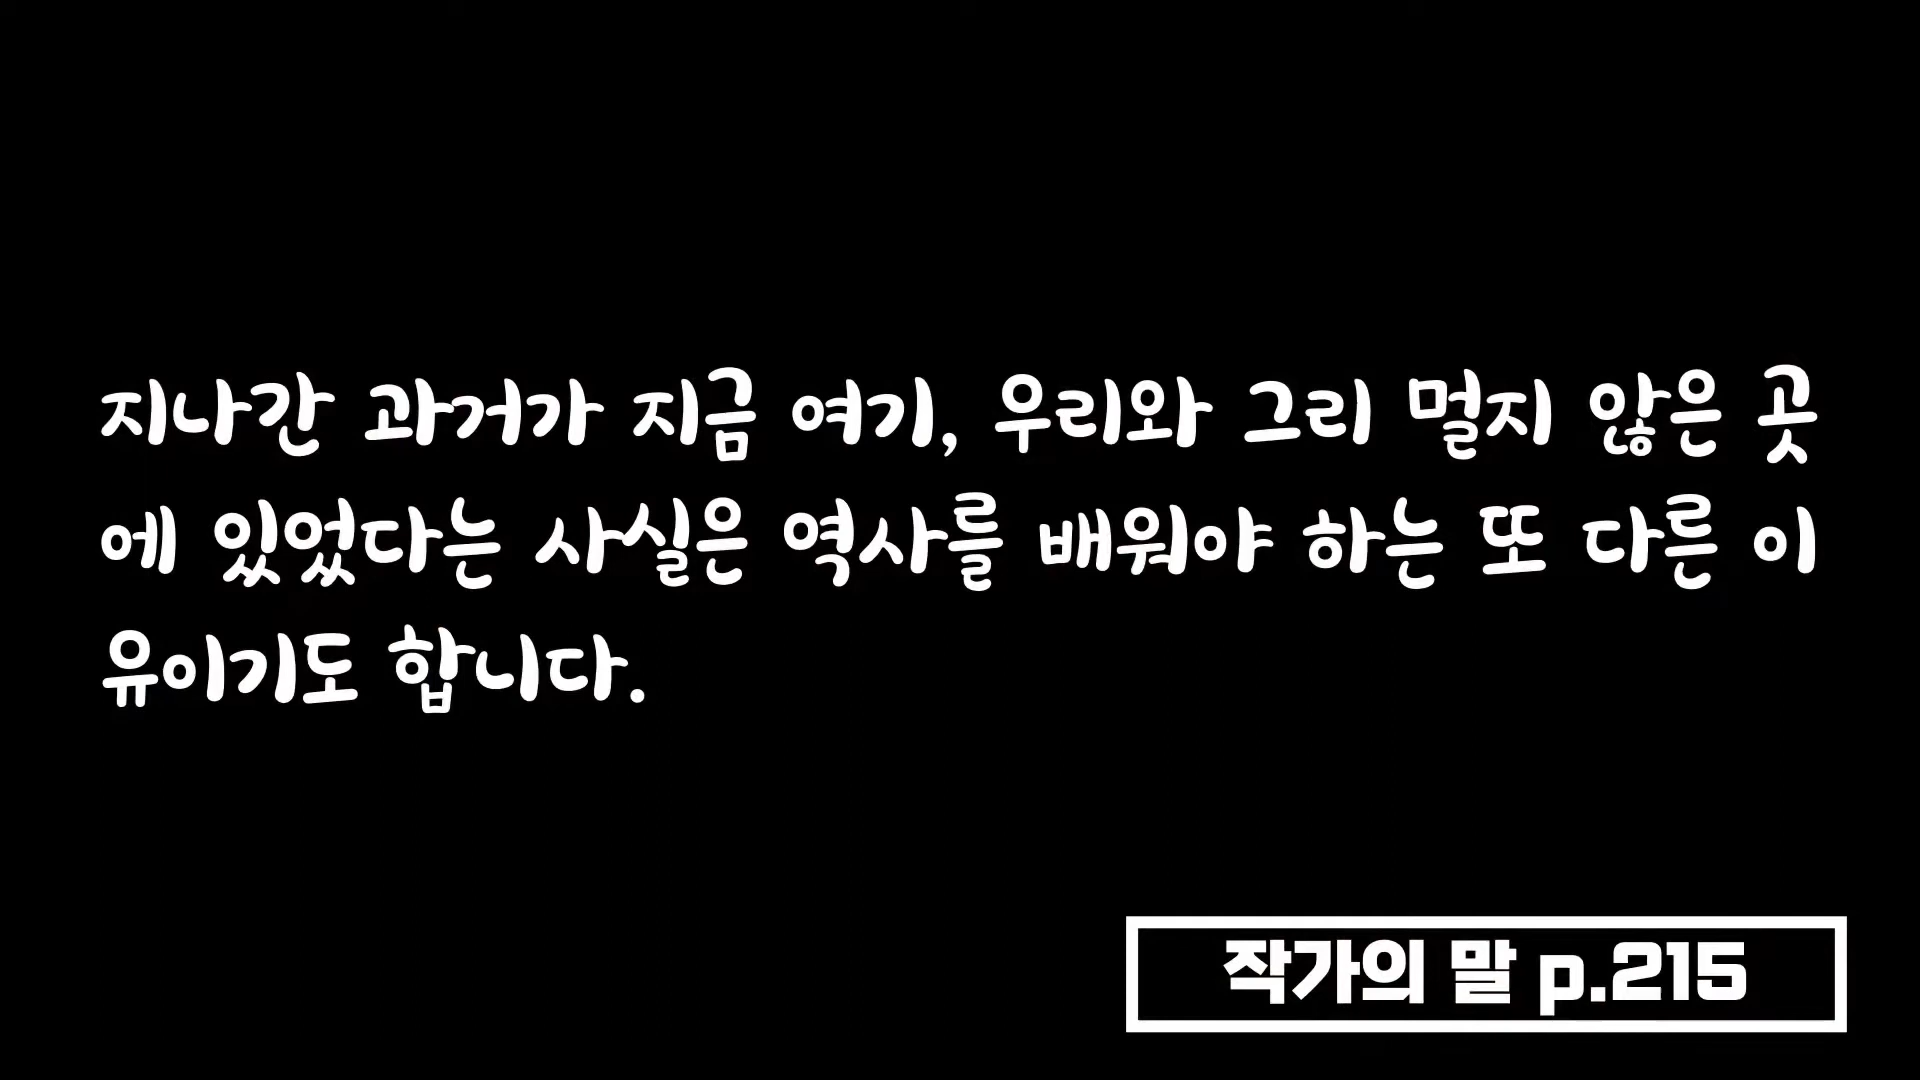 지나간 과거가 지금 여기, 우리와 그리 멀지 않은 곳
에 있었다는 사실은 역사를 배워야 하는 또 다른 이
유이기도 합니다.
작가의 말 p.215